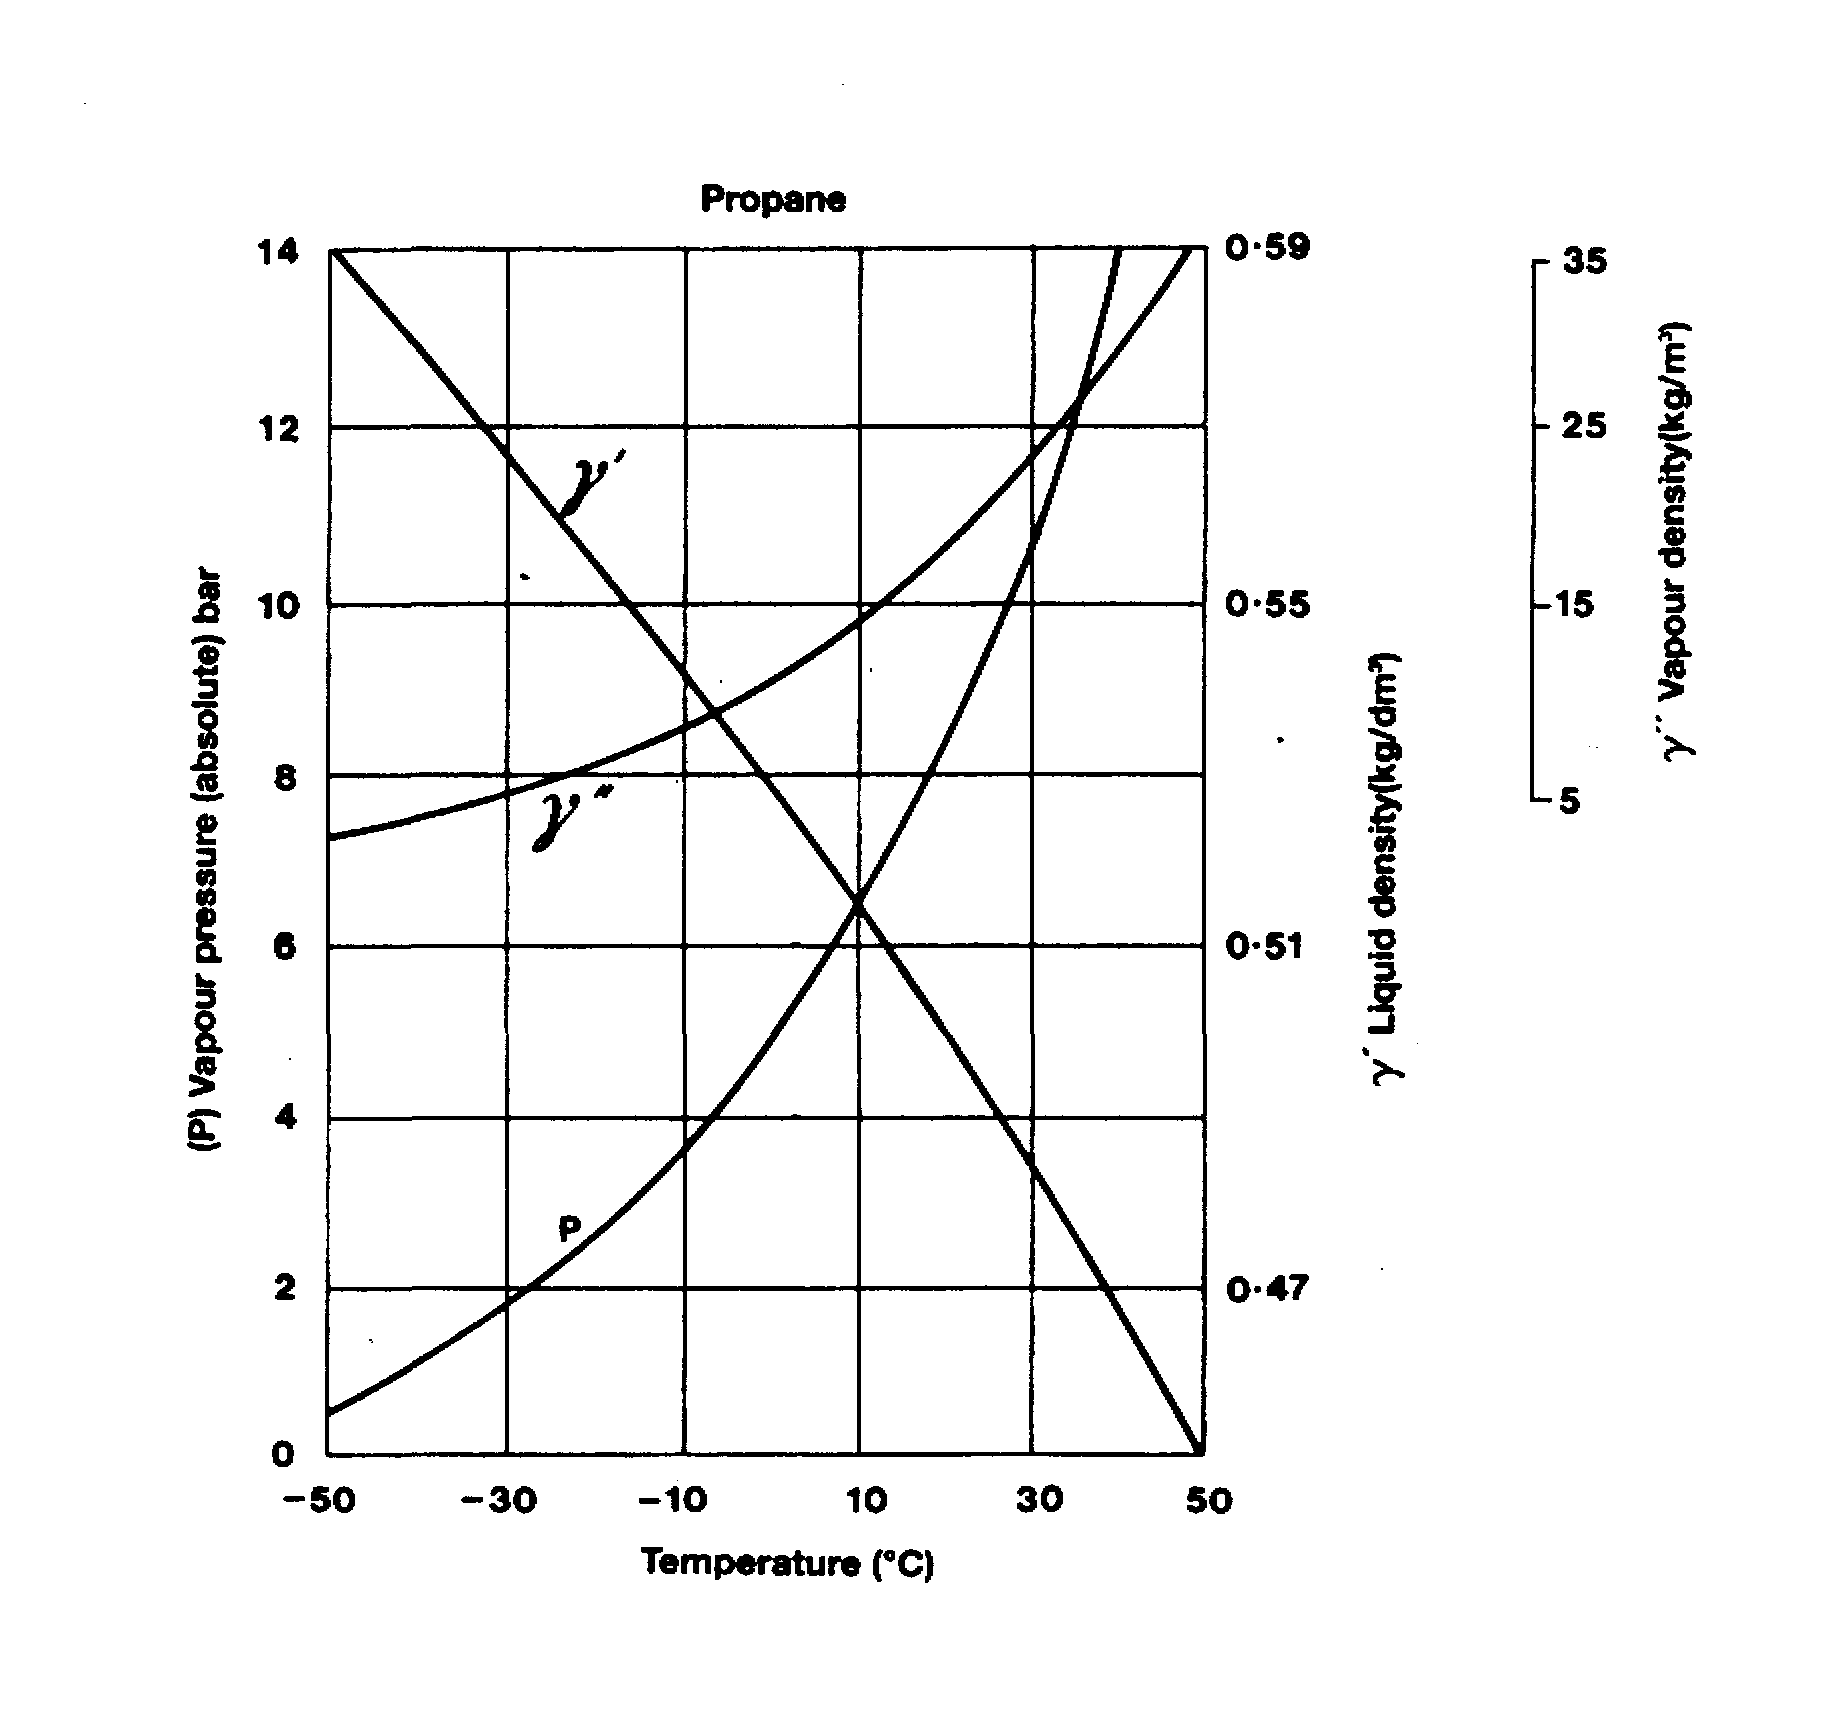 Propane
14
12
10
8
6
4
2
0
(P) Vapour pressure (absolute) bar
γ′
γ″
P
-50
-30
-10
10
30
50
Temperature (°C)
0·59
0·55
0·51
0·47
γ′ Liquid density(kg/dm³)
35
25
15
5
γ″ Vapour density(kg/m³)